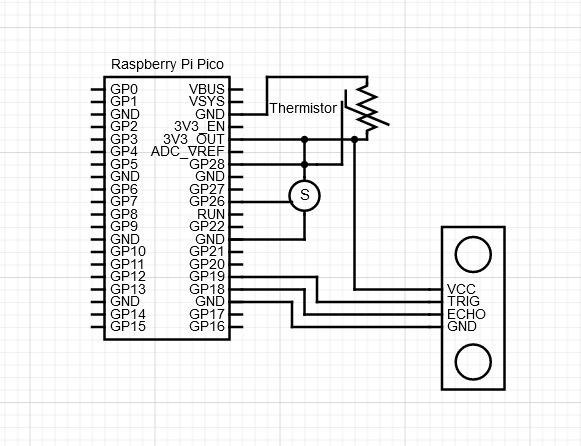 Raspberry Pi Pico
GP0 VBUS
GP1 VSYS
GND GND
GP2 3V3_EN
GP3 3V3_OUT
GP4 ADC_VREF
GP5 GP28
GND GND
GP6 GP27
GP7 GP26
GP8 RUN
GP9 GP22
GND GND
GP10 GP21
GP11 GP20
GP12 GP19
GP13 GP18
GND GND
GP14 GP17
GP15 GP16
Thermistor
S
VCC
TRIG
ECHO
GND